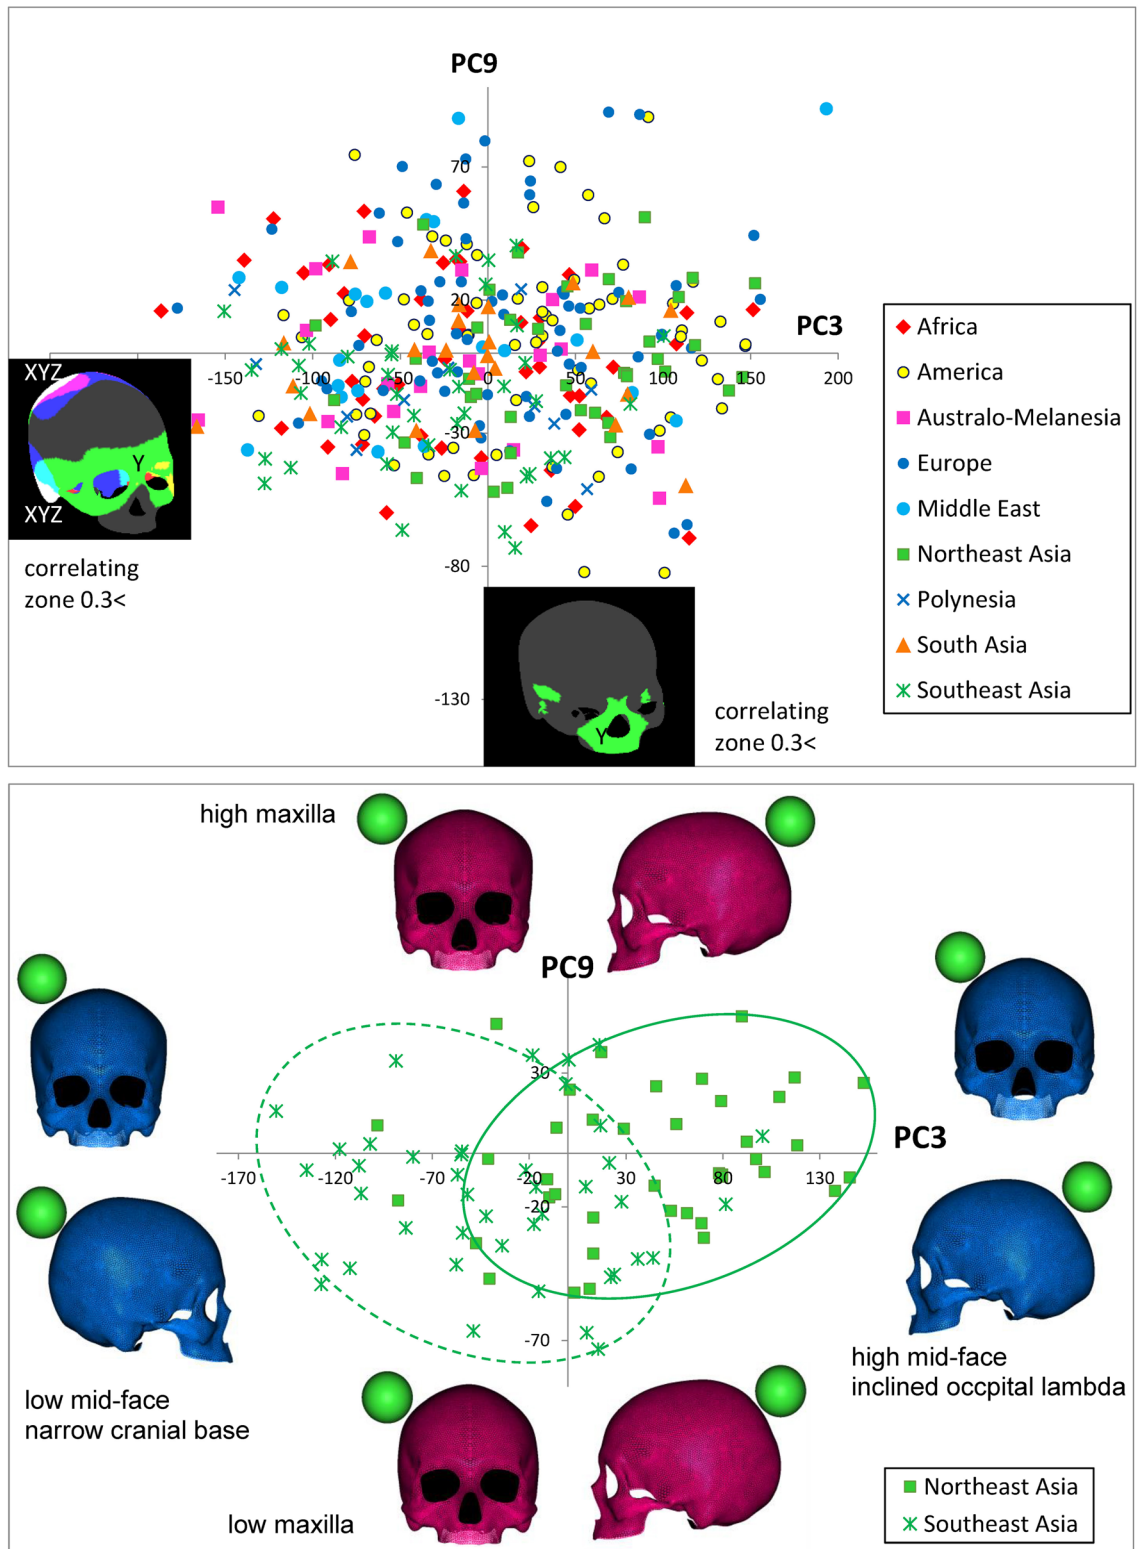 PC9
70
20
PC3
-150
-100
-50
0
50
100
150
200
-30
-80
-130
XYZ
Y
XYZ
correlating
zone 0.3<
Y
correlating
zone 0.3<
Africa
America
Australo-Melanesia
Europe
Middle East
Northeast Asia
Polynesia
South Asia
Southeast Asia
high maxilla
PC9
30
PC3
-170
-120
-70
-20
30
80
130
-20
-70
low mid-face
narrow cranial base
high mid-face
inclined occpital lambda
low maxilla
Northeast Asia
Southeast Asia